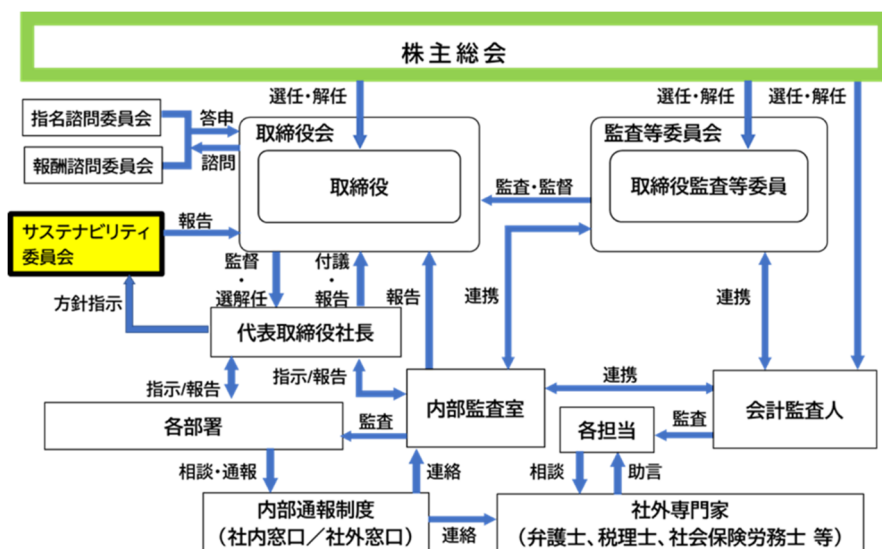 株主総会
選任・解任
選任・解任
選任・解任
指名諮問委員会
答申
取締役会
監査等委員会
報酬諮問委員会
諮問
取締役
監査・監督
取締役監査等委員
サステナビリティ
委員会
報告
監督
・
選解任
付議
・
報告
報告
連携
連携
方針指示
代表取締役社長
指示/報告
指示/報告
連携
内部監査室
会計監査人
各部署
監査
各担当
監査
相談・通報
連絡
相談
助言
内部通報制度
(社内窓口/社外窓口)
連絡
社外専門家
(弁護士、税理士、社会保険労務士 等)